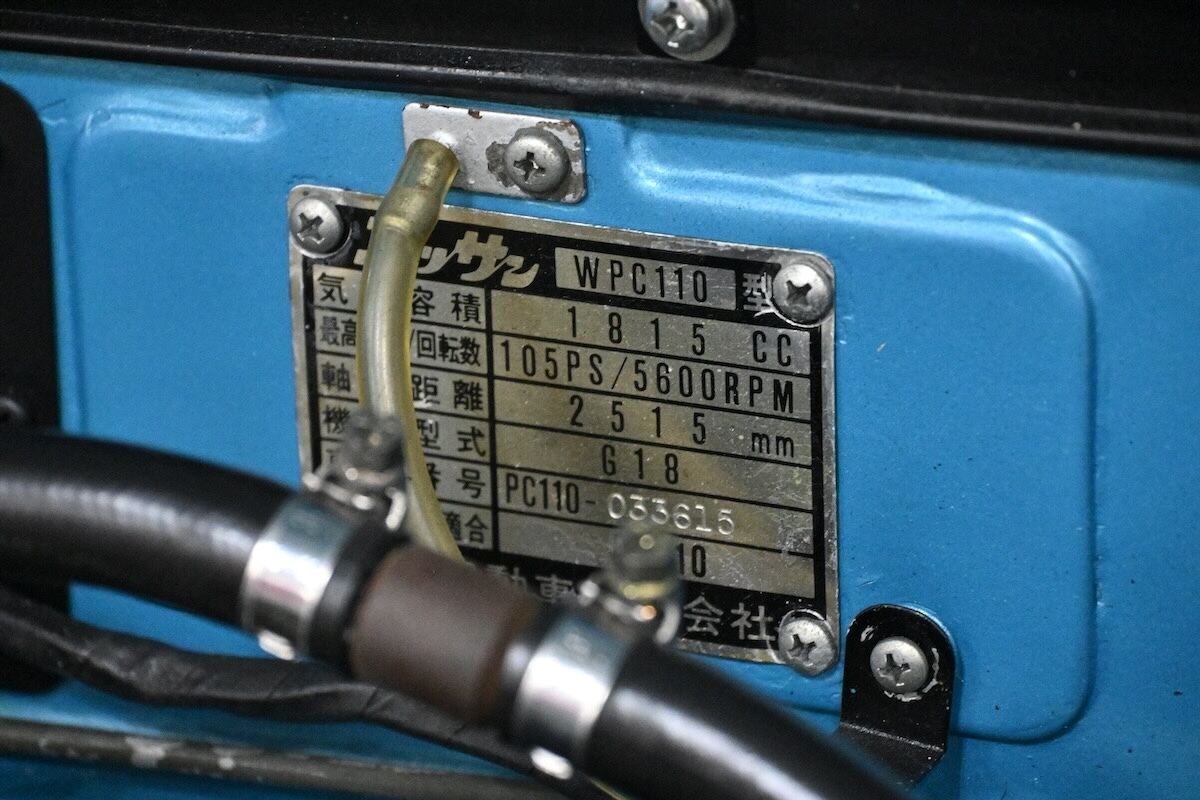 ニッサン WPC110 型
気 容積 1815 CC
最高 /回転数 105PS/5600RPM
軸 距離 2515 mm
機 型式 G18
番号 PC110-033615
適合 10
動車 会社